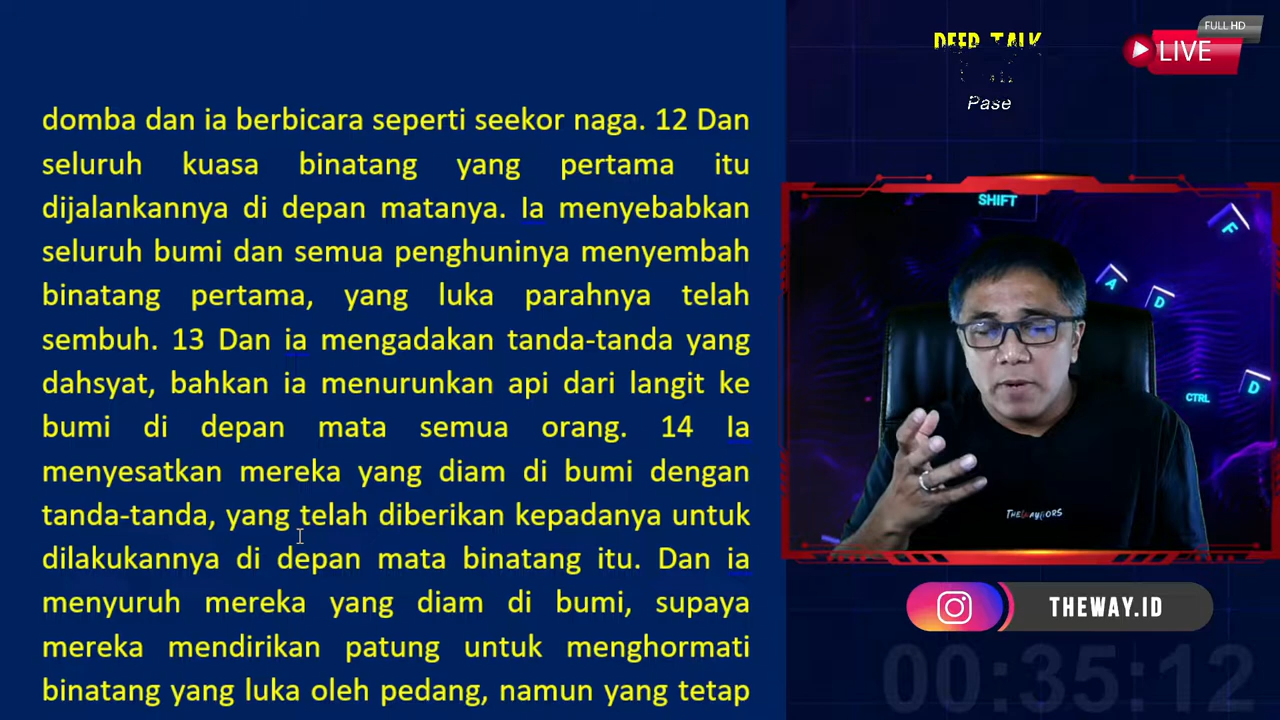 domba dan ia berbicara seperti seekor naga. 12 Dan
seluruh kuasa binatang yang pertama itu
dijalankannya di depan matanya. Ia menyebabkan
seluruh bumi dan semua penghuninya menyembah
binatang pertama, yang luka parahnya telah
sembuh. 13 Dan ia mengadakan tanda-tanda yang
dahsyat, bahkan ia menurunkan api dari langit ke
bumi di depan mata semua orang. 14 Ia
menyesatkan mereka yang diam di bumi dengan
tanda-tanda, yang telah diberikan kepadanya untuk
dilakukannya di depan mata binatang itu. Dan ia
menyuruh mereka yang diam di bumi, supaya
mereka mendirikan patung untuk menghormati
binatang yang luka oleh pedang, namun yang tetap
DEEP TALK
Pase
FULL HD
LIVE
SHIFT
F
A
D
CTRL
D
THEWAY.ID
00:35:12